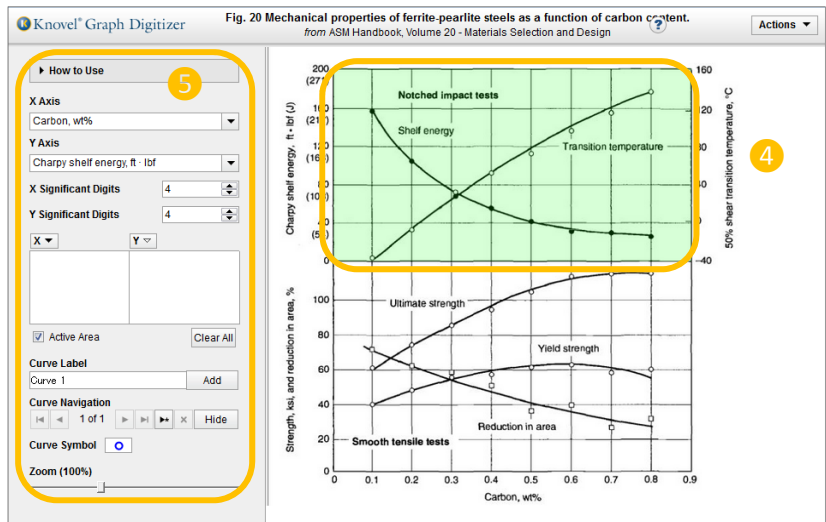 Knovel® Graph Digitizer
Fig. 20 Mechanical properties of ferrite-pearlite steels as a function of carbon content.
from ASM Handbook, Volume 20 - Materials Selection and Design
?
Actions
How to Use
5
X Axis
Carbon, wt%
Y Axis
Charpy shelf energy, ft · lbf
X Significant Digits
4
Y Significant Digits
4
X
Y
Active Area
Clear All
Curve Label
Curve 1
Add
Curve Navigation
1 of 1
Hide
Curve Symbol
Zoom (100%)
Charpy shelf energy, ft • lbf (J)
200
160
120
80
40
0
Notched impact tests
Shelf energy
Transition temperature
160
120
80
40
0
-40
50% shear transition temperature, °C
4
Strength, ksi, and reduction in area, %
100
80
60
40
20
0
Ultimate strength
Yield strength
Reduction in area
Smooth tensile tests
0 0.1 0.2 0.3 0.4 0.5 0.6 0.7 0.8 0.9
Carbon, wt%